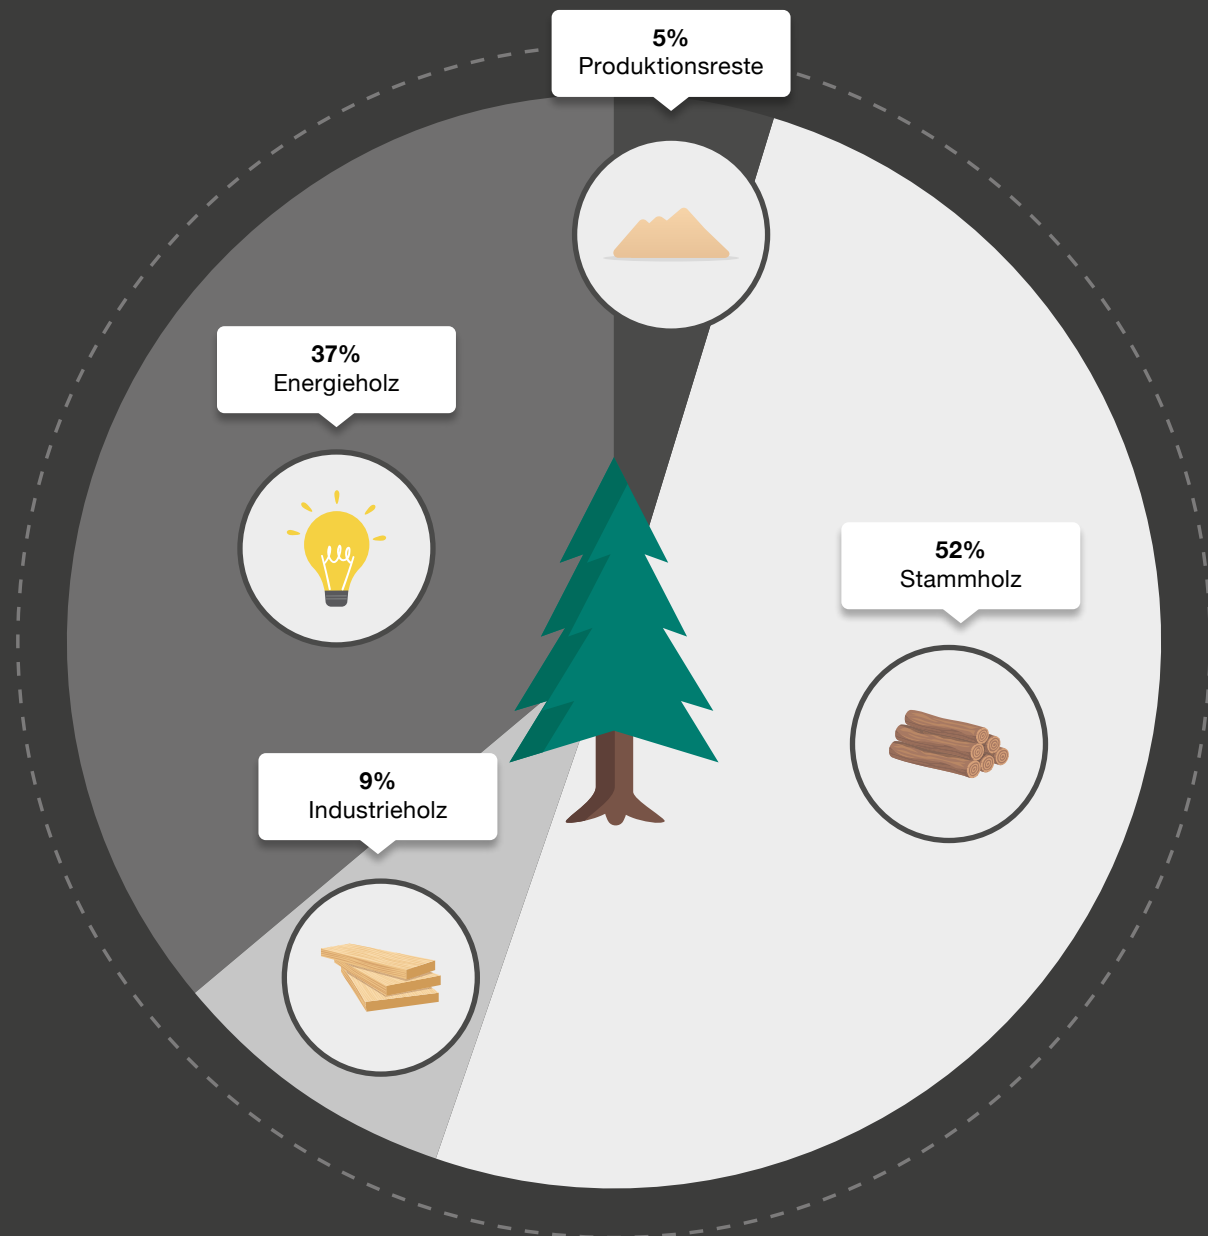 5%
Produktionsreste
37%
Energieholz
52%
Stammholz
9%
Industrieholz